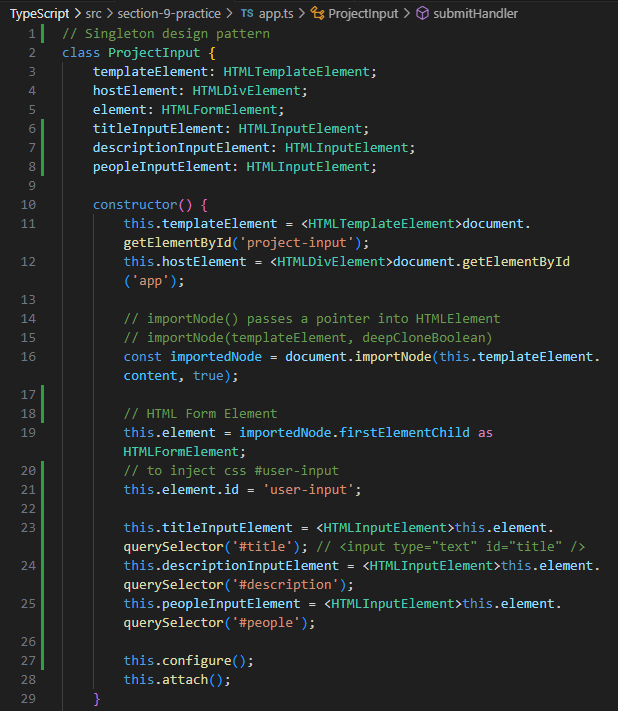 TypeScript > src > section-9-practice > TS app.ts > ProjectInput > submitHandler
1 // Singleton design pattern
2 class ProjectInput {
3 templateElement: HTMLTemplateElement;
4 hostElement: HTMLDivElement;
5 element: HTMLFormElement;
6 titleInputElement: HTMLInputElement;
7 descriptionInputElement: HTMLInputElement;
8 peopleInputElement: HTMLInputElement;
9
10 constructor() {
11 this.templateElement = <HTMLTemplateElement>document.
getElementById('project-input');
12 this.hostElement = <HTMLDivElement>document.getElementById
('app');
13
14 // importNode() passes a pointer into HTMLElement
15 // importNode(templateElement, deepCloneBoolean)
16 const importedNode = document.importNode(this.templateElement.
content, true);
17
18 // HTML Form Element
19 this.element = importedNode.firstElementChild as
HTMLFormElement;
20 // to inject css #user-input
21 this.element.id = 'user-input';
22
23 this.titleInputElement = <HTMLInputElement>this.element.
querySelector('#title'); // <input type="text" id="title" />
24 this.descriptionInputElement = <HTMLInputElement>this.element.
querySelector('#description');
25 this.peopleInputElement = <HTMLInputElement>this.element.
querySelector('#people');
26
27 this.configure();
28 this.attach();
29 }